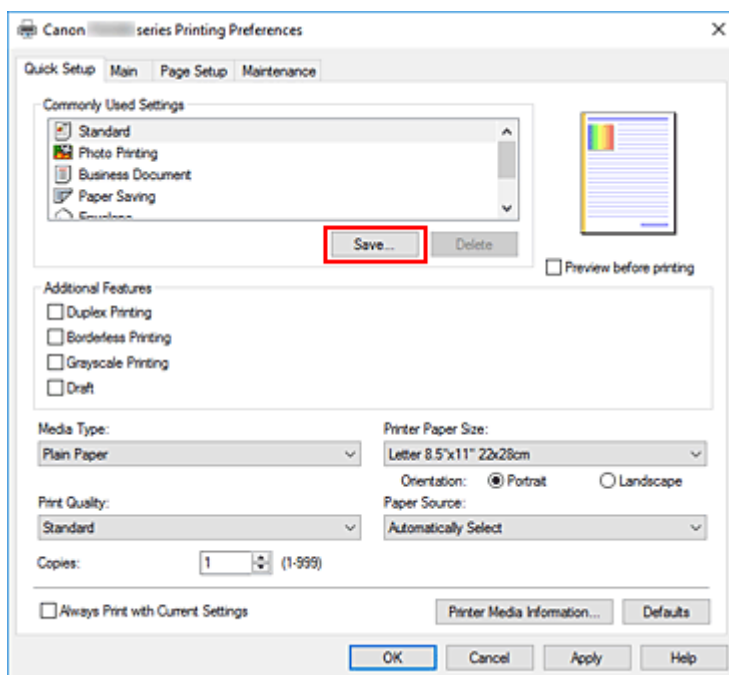 Canon series Printing Preferences
Quick Setup Main Page Setup Maintenance
Commonly Used Settings
Standard
Photo Printing
Business Document
Paper Saving
Envelope
Save... Delete
Preview before printing
Additional Features
Duplex Printing
Borderless Printing
Grayscale Printing
Draft
Media Type: Printer Paper Size:
Plain Paper Letter 8.5"x11" 22x28cm
Orientation: Portrait Landscape
Print Quality: Paper Source:
Standard Automatically Select
Copies: 1 (1-999)
Always Print with Current Settings Printer Media Information... Defaults
OK Cancel Apply Help